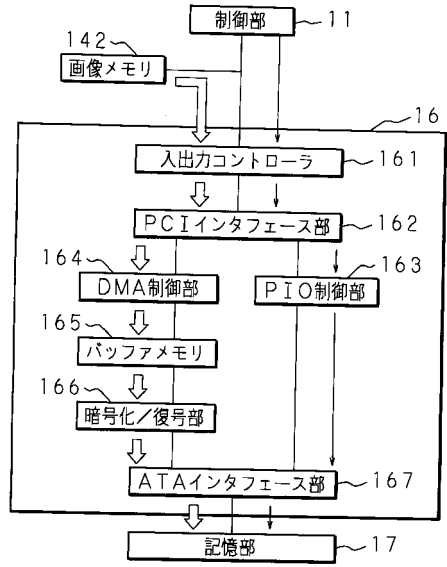 制御部
11
142
画像メモリ
16
入出力コントローラ
161
PCIインタフェース部
162
164
163
DMA制御部
PIO制御部
165
バッファメモリ
166
暗号化／復号部
ATAインタフェース部
167
記憶部
17